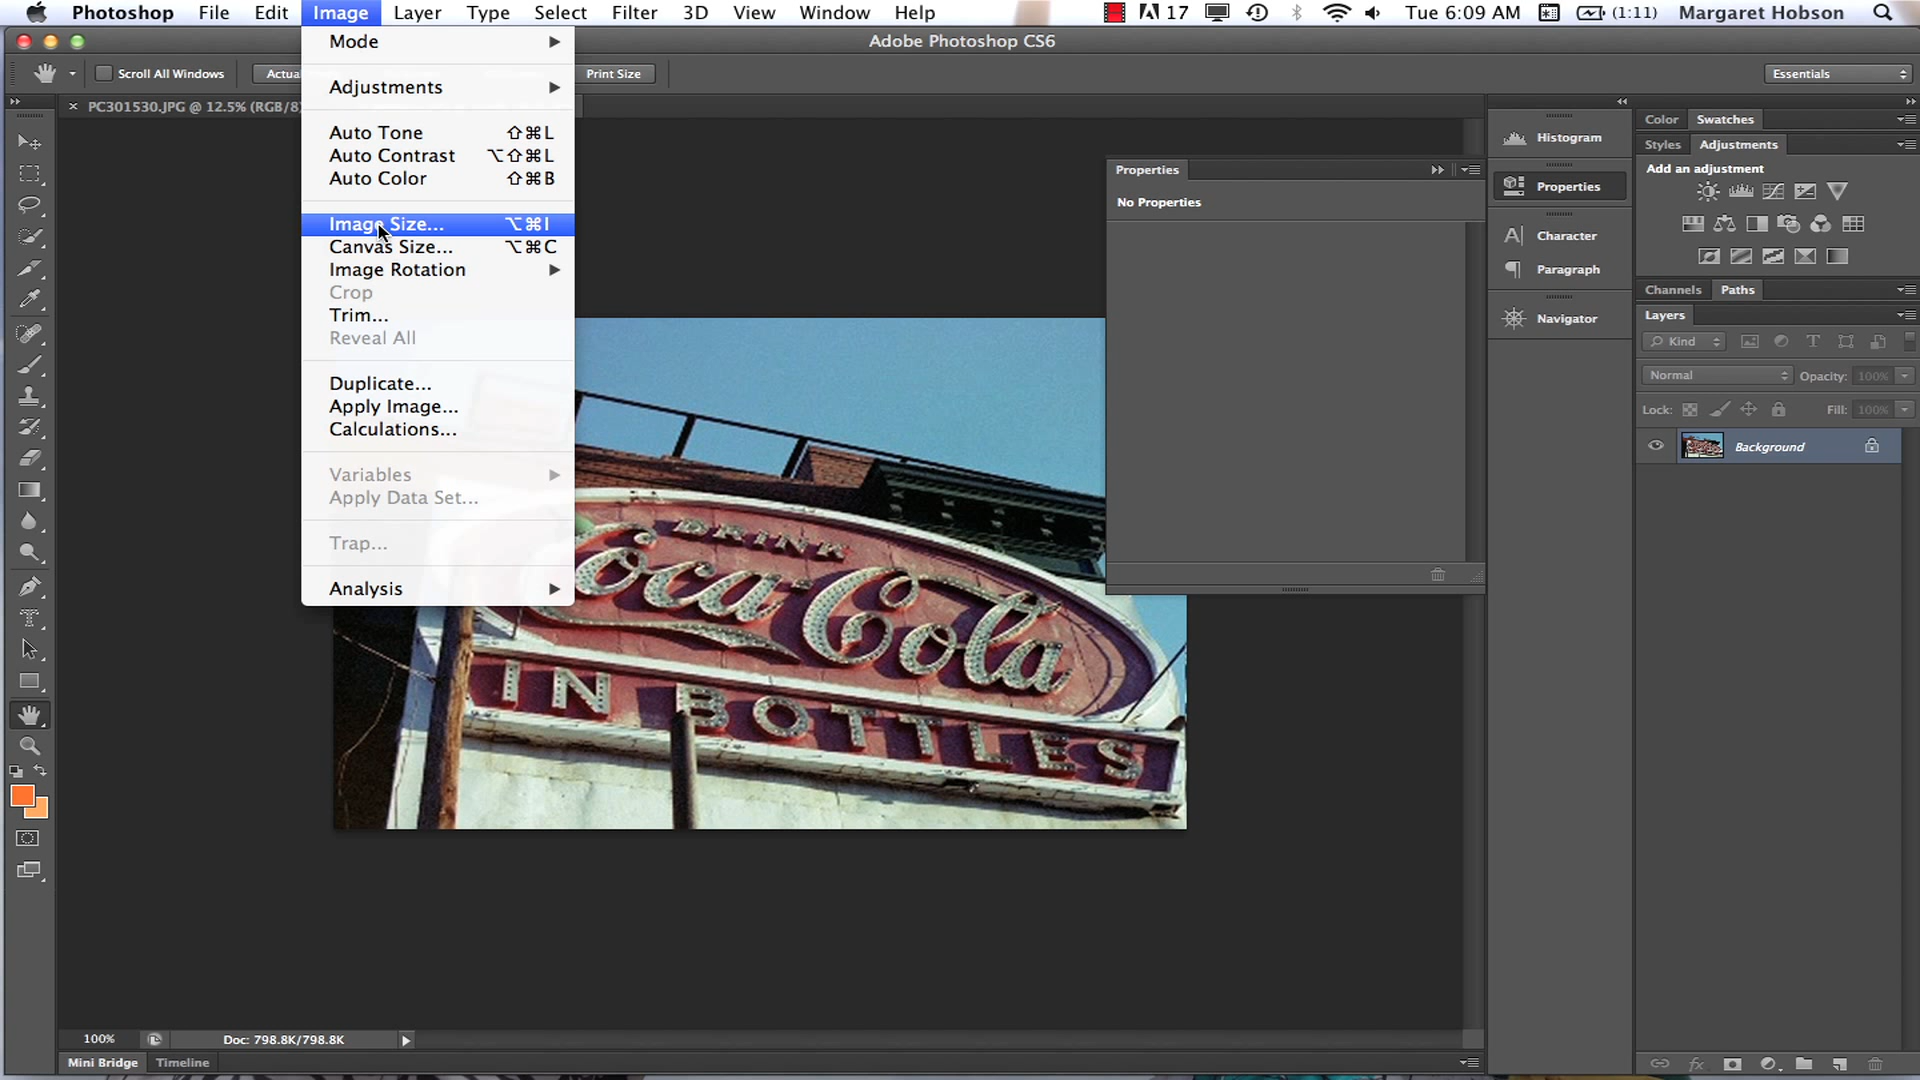 Photoshop File Edit Image Layer Type Select Filter 3D View Window Help 17 Tue 6:09 AM (1:11) Margaret Hobson
Adobe Photoshop CS6
Scroll All Windows Print Size Essentials
PC301530.JPG @ 12.5% (RGB/8)
Mode
Adjustments
Auto Tone ⇧⌘L
Auto Contrast ⌥⇧⌘L
Auto Color ⇧⌘B
Image Size... ⌥⌘I
Canvas Size... ⌥⌘C
Image Rotation
Crop
Trim...
Reveal All
Duplicate...
Apply Image...
Calculations...
Variables
Apply Data Set...
Trap...
Analysis
DRINK
Coca-Cola
IN BOTTLES
Properties
No Properties
Histogram
Properties
Character
Paragraph
Navigator
Color Swatches
Styles Adjustments
Add an adjustment
Channels Paths
Layers
Kind
Normal Opacity: 100%
Lock: Fill: 100%
Background
100% Doc: 798.8K/798.8K
Mini Bridge Timeline